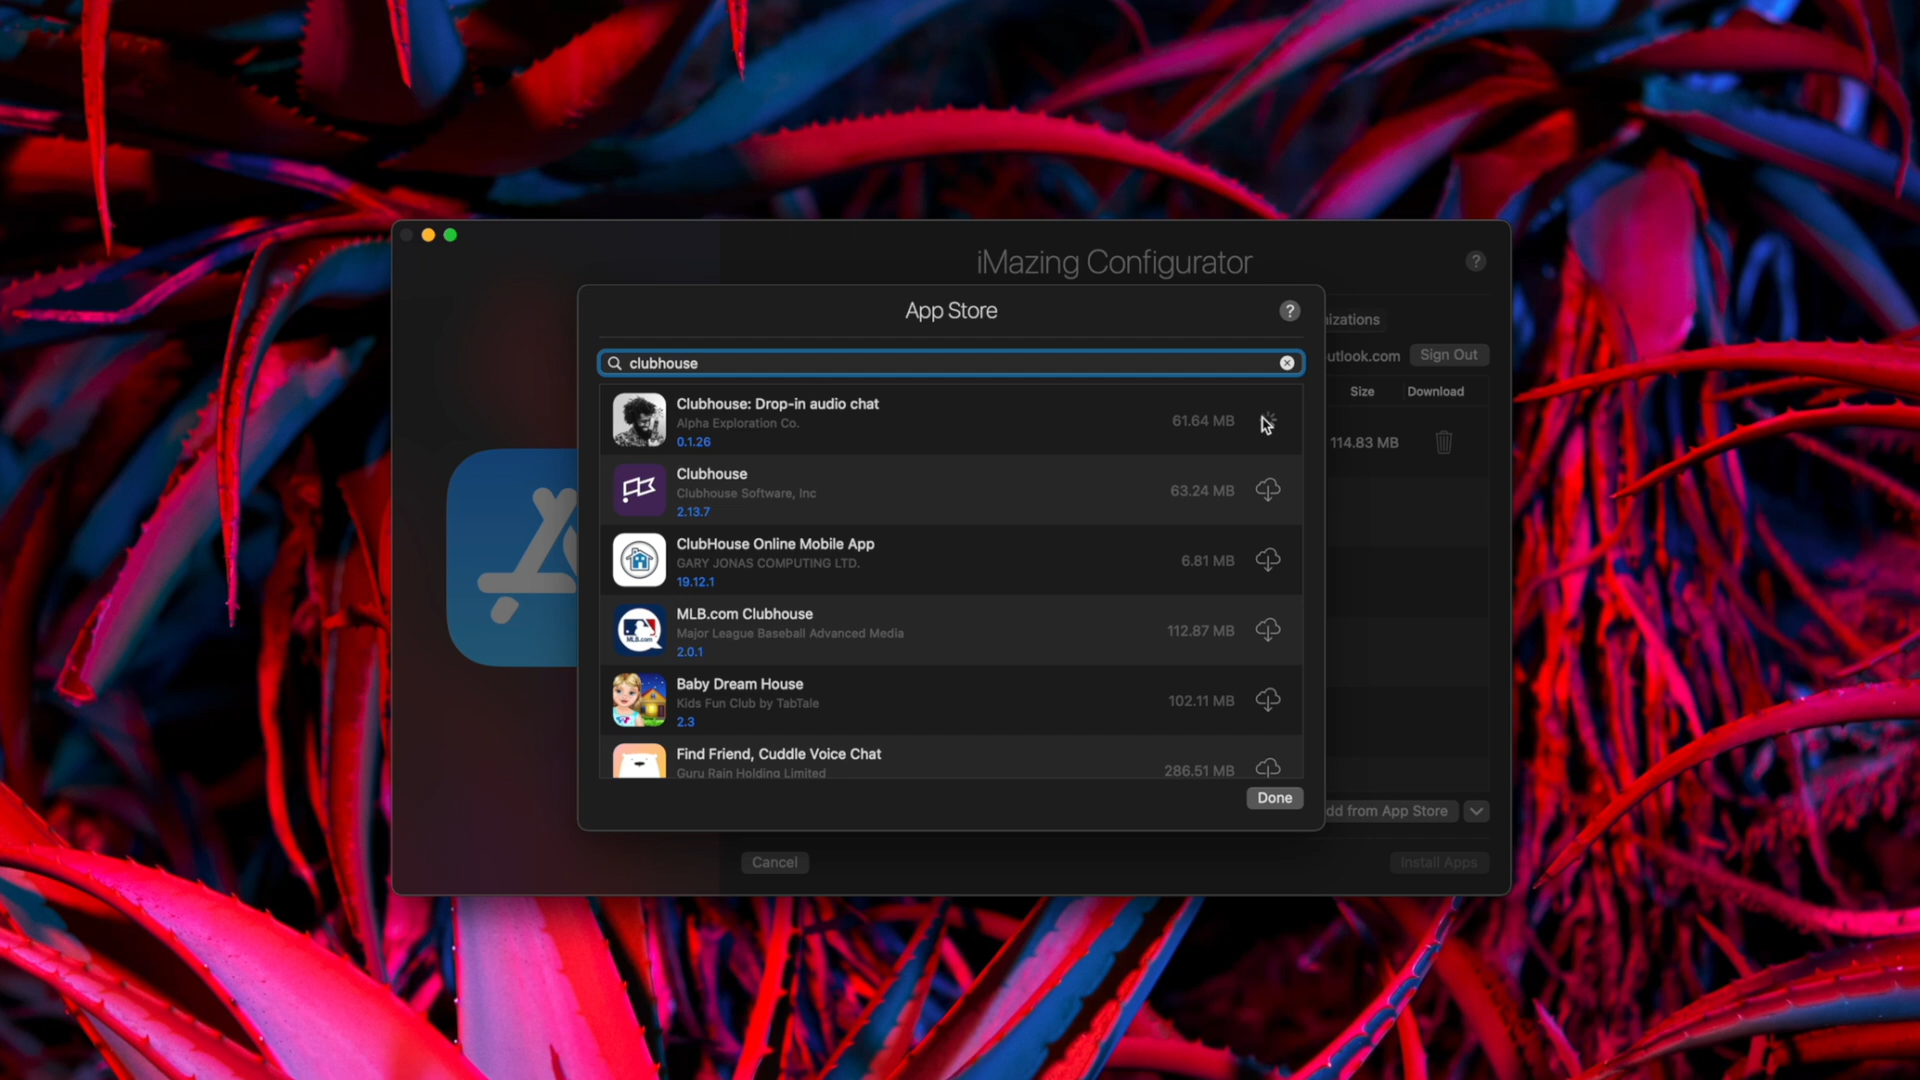 iMazing Configurator
?
App Store
?
izations
clubhouse
utlook.com
Sign Out
Size
Download
Clubhouse: Drop-in audio chat
Alpha Exploration Co.
0.1.26
61.64 MB
114.83 MB
Clubhouse
Clubhouse Software, Inc
2.13.7
63.24 MB
ClubHouse Online Mobile App
GARY JONAS COMPUTING LTD.
19.12.1
6.81 MB
MLB.com Clubhouse
Major League Baseball Advanced Media
2.0.1
112.87 MB
MLB.com
Baby Dream House
Kids Fun Club by TabTale
2.3
102.11 MB
Find Friend, Cuddle Voice Chat
Guru Rain Holding Limited
286.51 MB
Done
dd from App Store
Cancel
Install Apps